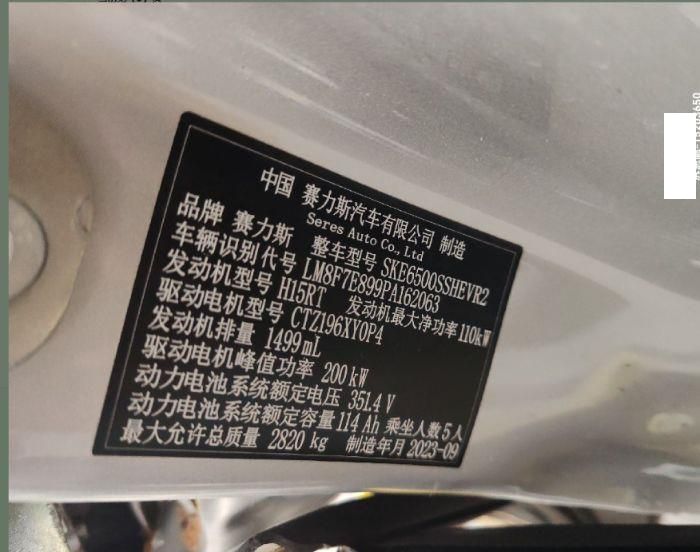 中国 赛力斯汽车有限公司 制造
Seres Auto Co., Ltd
品牌 赛力斯 整车型号 SKE6500SSHEVR2
车辆识别代号 LM8F7E899PA162063
发动机型号 H15RT 发动机最大净功率 110kW
驱动电机型号 CTZ196XY0P4
发动机排量 1499mL
驱动电机峰值功率 200kW
动力电池系统额定电压 351.4 V
动力电池系统额定容量 114 Ah 乘坐人数 5人
最大允许总质量 2820 kg 制造年月 2023-09